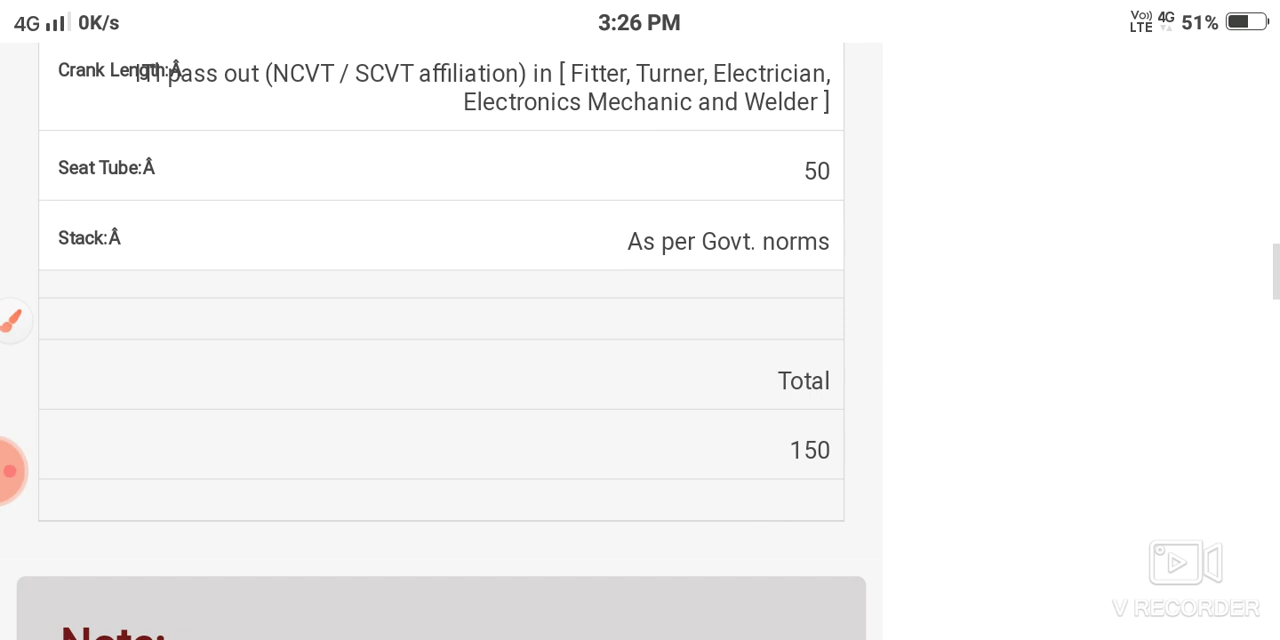 4G 0K/s 3:26 PM Vo)) LTE 4G 51%
Crank Length:Â ITI pass out (NCVT / SCVT affiliation) in [ Fitter, Turner, Electrician,
Electronics Mechanic and Welder ]
Seat Tube:Â 50
Stack:Â As per Govt. norms
Total
150
Note:
V RECORDER